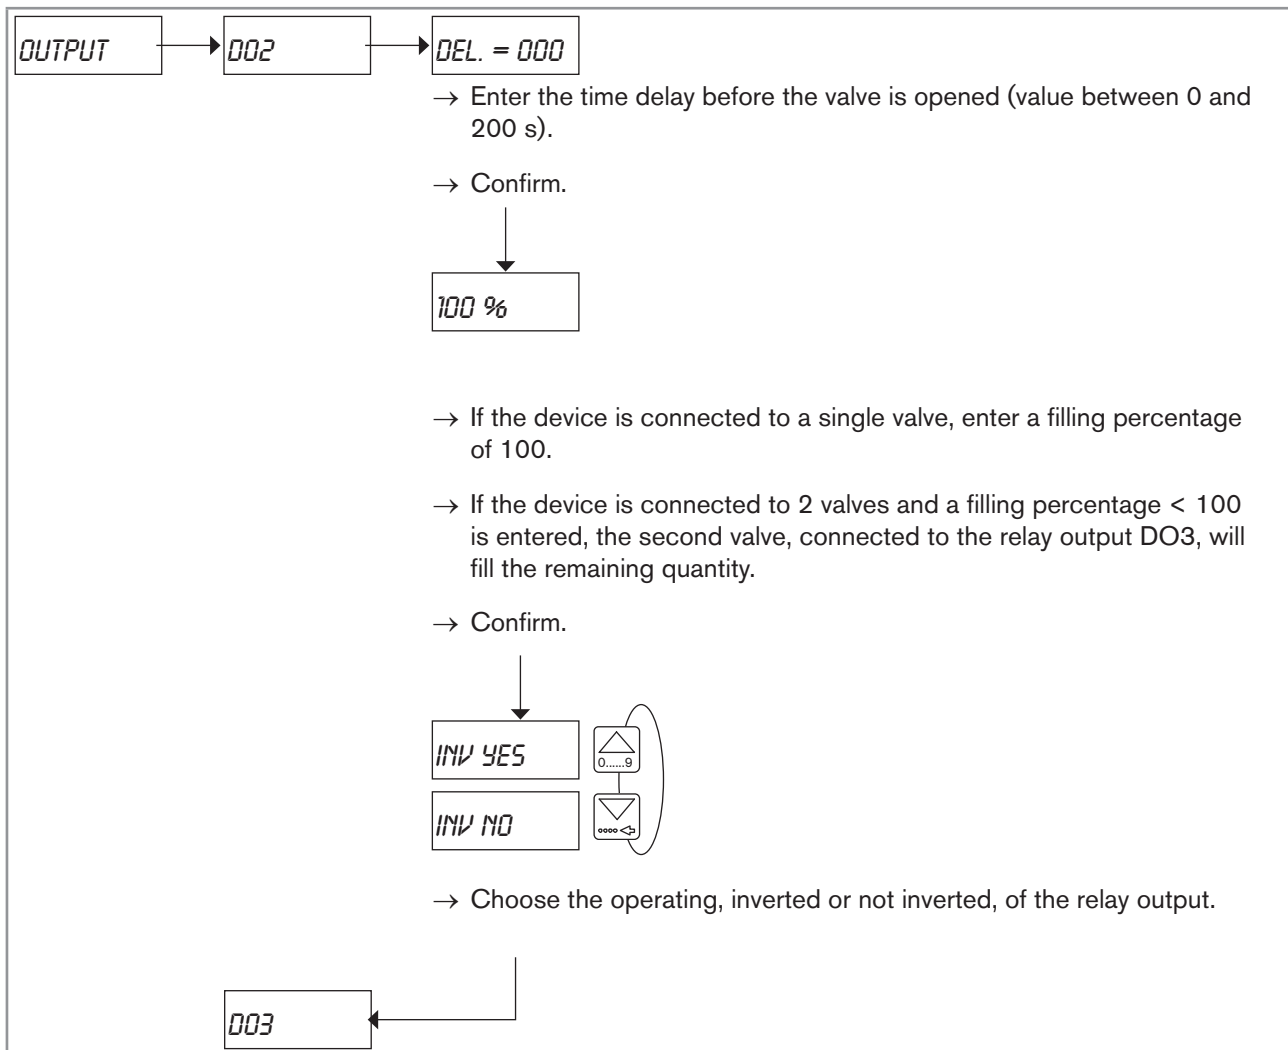 OUTPUT DO2 DEL. = 000
→ Enter the time delay before the valve is opened (value between 0 and
200 s).
→ Confirm.
100 %
→ If the device is connected to a single valve, enter a filling percentage
of 100.
→ If the device is connected to 2 valves and a filling percentage < 100
is entered, the second valve, connected to the relay output DO3, will
fill the remaining quantity.
→ Confirm.
INV YES
0......9
INV NO
→ Choose the operating, inverted or not inverted, of the relay output.
DO3